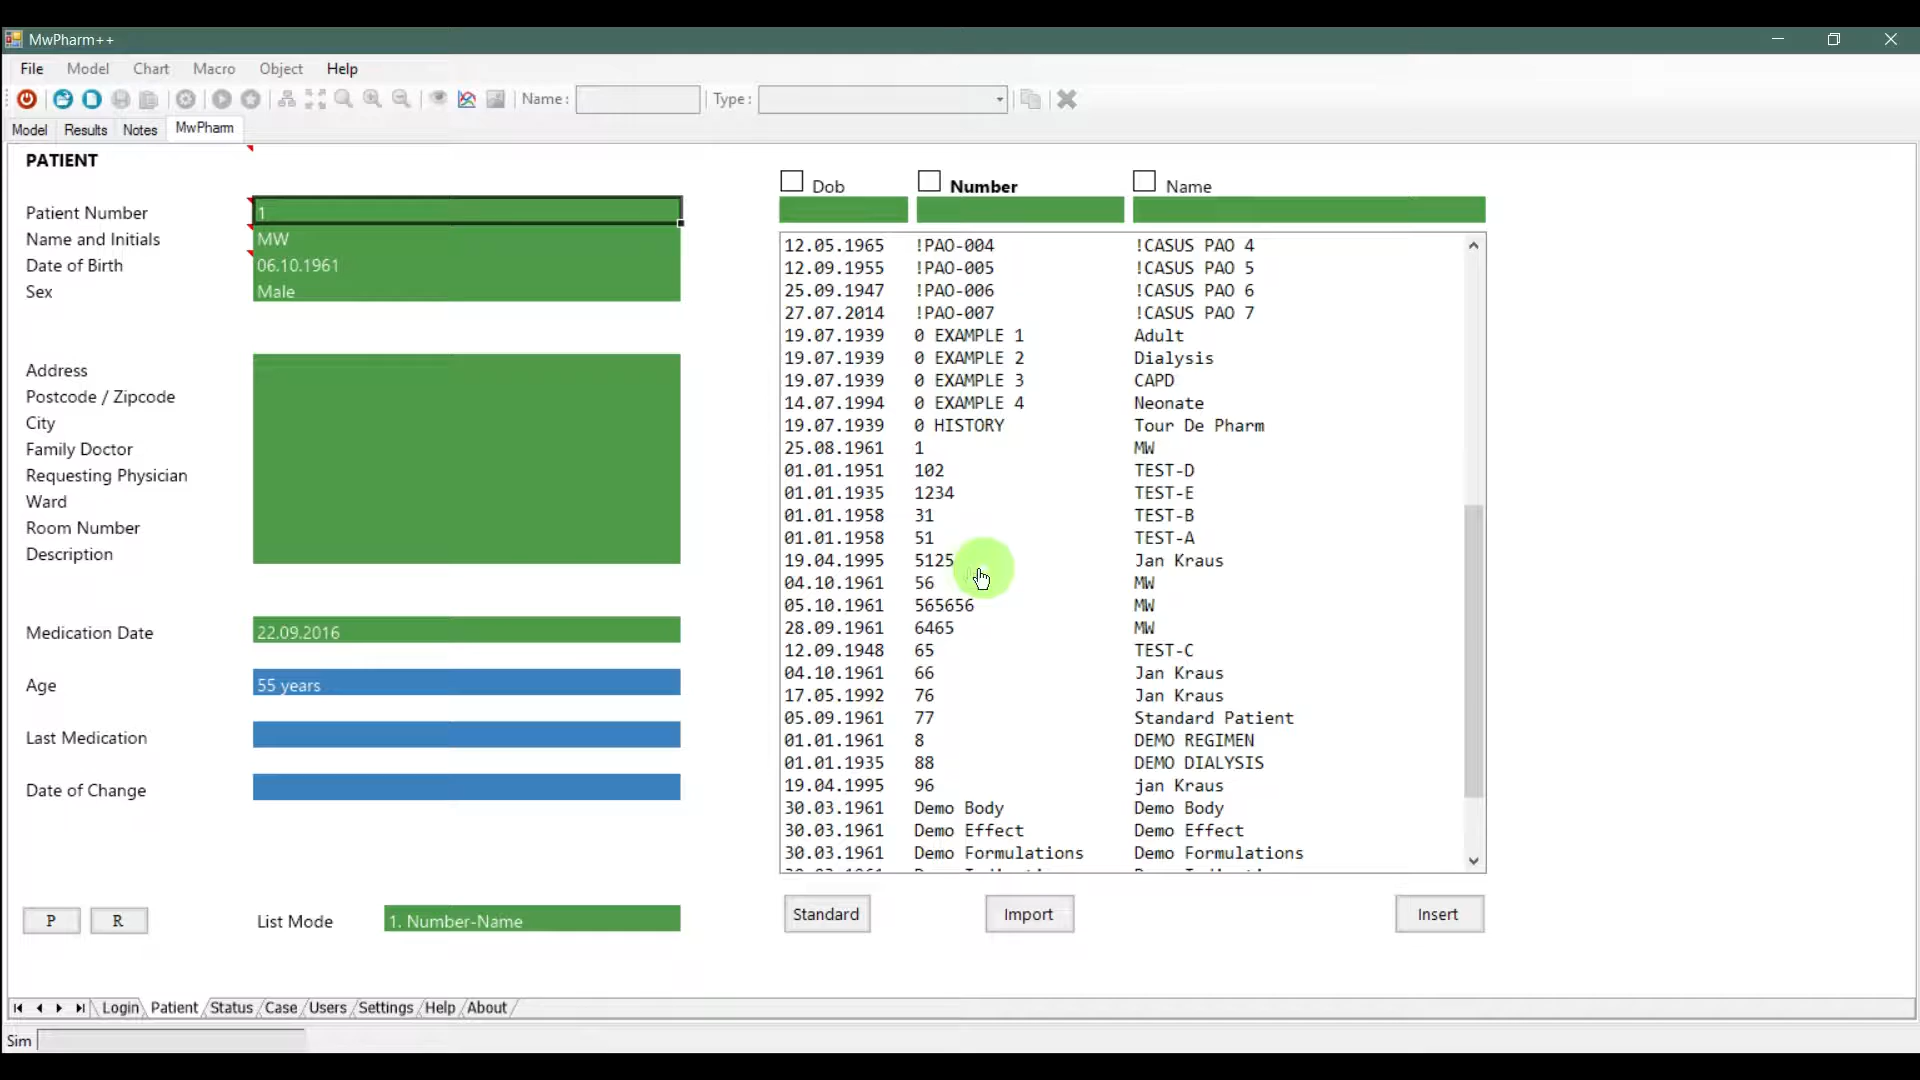 MwPharm++
File Model Chart Macro Object Help
Name : Type :
Model Results Notes MwPharm
PATIENT
Patient Number 1
Name and Initials MW
Date of Birth 06.10.1961
Sex Male
Address
Postcode / Zipcode
City
Family Doctor
Requesting Physician
Ward
Room Number
Description
Medication Date 22.09.2016
Age 55 years
Last Medication
Date of Change
P R List Mode 1. Number-Name
Dob Number Name
12.05.1965 !PAO-004 !CASUS PAO 4
12.09.1955 !PAO-005 !CASUS PAO 5
25.09.1947 !PAO-006 !CASUS PAO 6
27.07.2014 !PAO-007 !CASUS PAO 7
19.07.1939 0 EXAMPLE 1 Adult
19.07.1939 0 EXAMPLE 2 Dialysis
19.07.1939 0 EXAMPLE 3 CAPD
14.07.1994 0 EXAMPLE 4 Neonate
19.07.1939 0 HISTORY Tour De Pharm
25.08.1961 1 MW
01.01.1951 102 TEST-D
01.01.1935 1234 TEST-E
01.01.1958 31 TEST-B
01.01.1958 51 TEST-A
19.04.1995 5125 Jan Kraus
04.10.1961 56 MW
05.10.1961 565656 MW
28.09.1961 6465 MW
12.09.1948 65 TEST-C
04.10.1961 66 Jan Kraus
17.05.1992 76 Jan Kraus
05.09.1961 77 Standard Patient
01.01.1961 8 DEMO REGIMEN
01.01.1935 88 DEMO DIALYSIS
19.04.1995 96 jan Kraus
30.03.1961 Demo Body Demo Body
30.03.1961 Demo Effect Demo Effect
30.03.1961 Demo Formulations Demo Formulations
Standard Import Insert
Login Patient Status Case Users Settings Help About
Sim